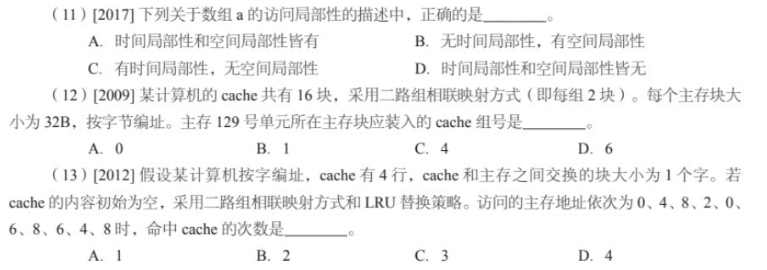 （11）[2017] 下列关于数组 a 的访问局部性的描述中，正确的是______。
A. 时间局部性和空间局部性皆有 B. 无时间局部性，有空间局部性
C. 有时间局部性，无空间局部性 D. 时间局部性和空间局部性皆无
（12）[2009] 某计算机的 cache 共有 16 块，采用二路组相联映射方式（即每组 2 块）。每个主存块大
小为 32B，按字节编址。主存 129 号单元所在主存块应装入的 cache 组号是______。
A. 0 B. 1 C. 4 D. 6
（13）[2012] 假设某计算机按字编址，cache 有 4 行，cache 和主存之间交换的块大小为 1 个字。若
cache 的内容初始为空，采用二路组相联映射方式和 LRU 替换策略。访问的主存地址依次为 0、4、8、2、0、
6、8、6、4、8 时，命中 cache 的次数是______。
A. 1 B. 2 C. 3 D. 4